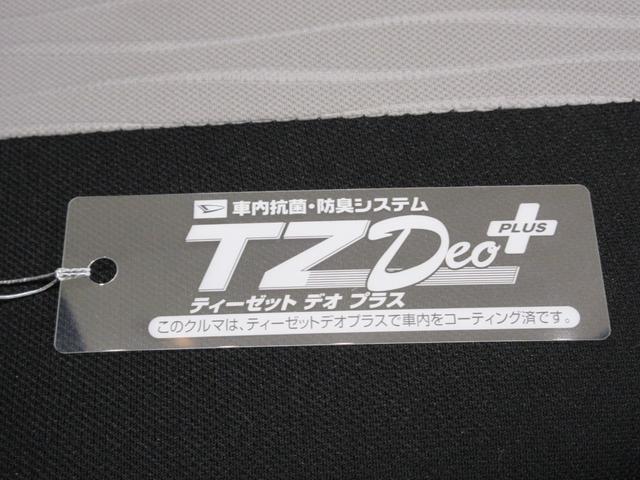 車内抗菌・防臭システム
TZ Deo PLUS
ティーゼット デオ プラス
このクルマは、ティーゼットデオプラスで車内をコーティング済です。